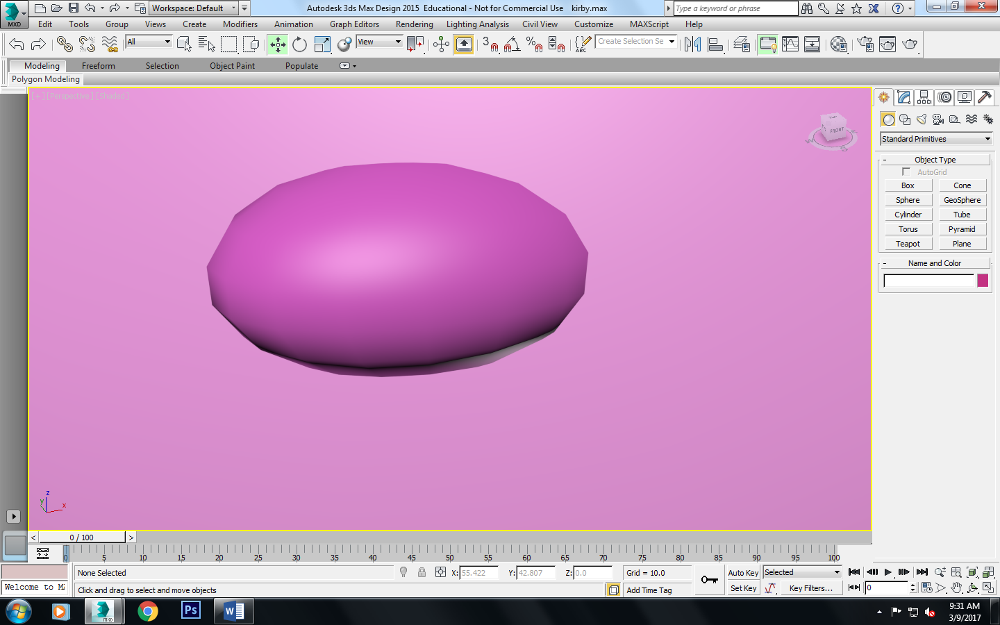 Workspace: Default
Autodesk 3ds Max Design 2015 Educational - Not for Commercial Use kirby.max
Type a keyword or phrase
MXD
Edit Tools Group Views Create Modifiers Animation Graph Editors Rendering Lighting Analysis Civil View Customize MAXScript Help
All
View
3
%
ABC
Create Selection Se
Modeling Freeform Selection Object Paint Populate
Polygon Modeling
[ + ] [ Perspective ] [ Shaded ]
FRONT
Standard Primitives
- Object Type
AutoGrid
Box Cone
Sphere GeoSphere
Cylinder Tube
Torus Pyramid
Teapot Plane
- Name and Color
z
y
x
< 0 / 100 >
0 5 10 15 20 25 30 35 40 45 50 55 60 65 70 75 80 85 90 95 100
None Selected X: 55.422 Y: 42.807 Z: 0.0 Grid = 10.0 Auto Key Selected
Welcome to MA
Click and drag to select and move objects Add Time Tag Set Key Key Filters... 0
MXD
Ps
W
9:31 AM
3/9/2017